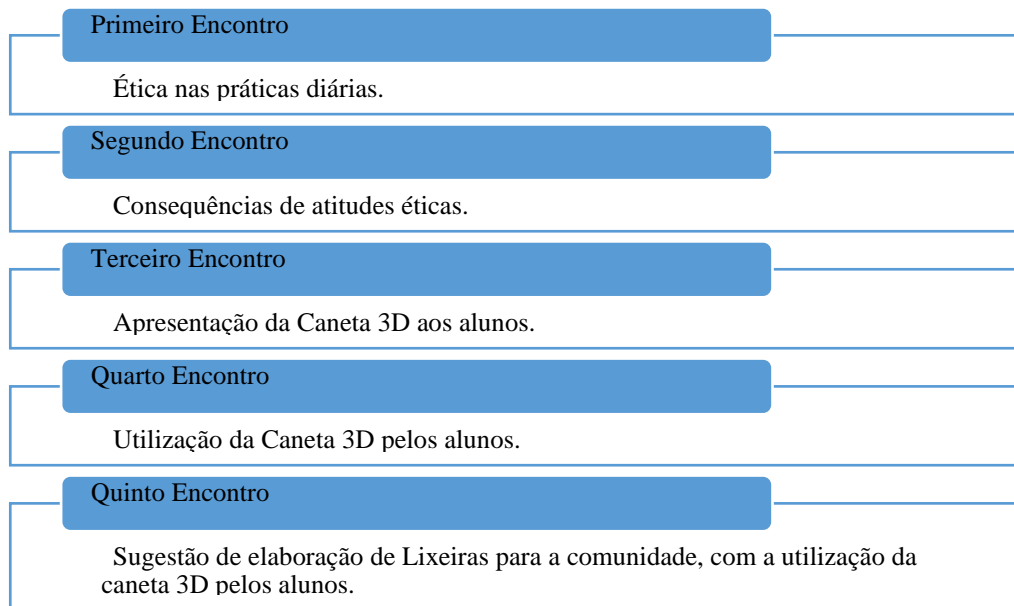 Primeiro Encontro
Ética nas práticas diárias.
Segundo Encontro
Consequências de atitudes éticas.
Terceiro Encontro
Apresentação da Caneta 3D aos alunos.
Quarto Encontro
Utilização da Caneta 3D pelos alunos.
Quinto Encontro
Sugestão de elaboração de Lixeiras para a comunidade, com a utilização da
caneta 3D pelos alunos.